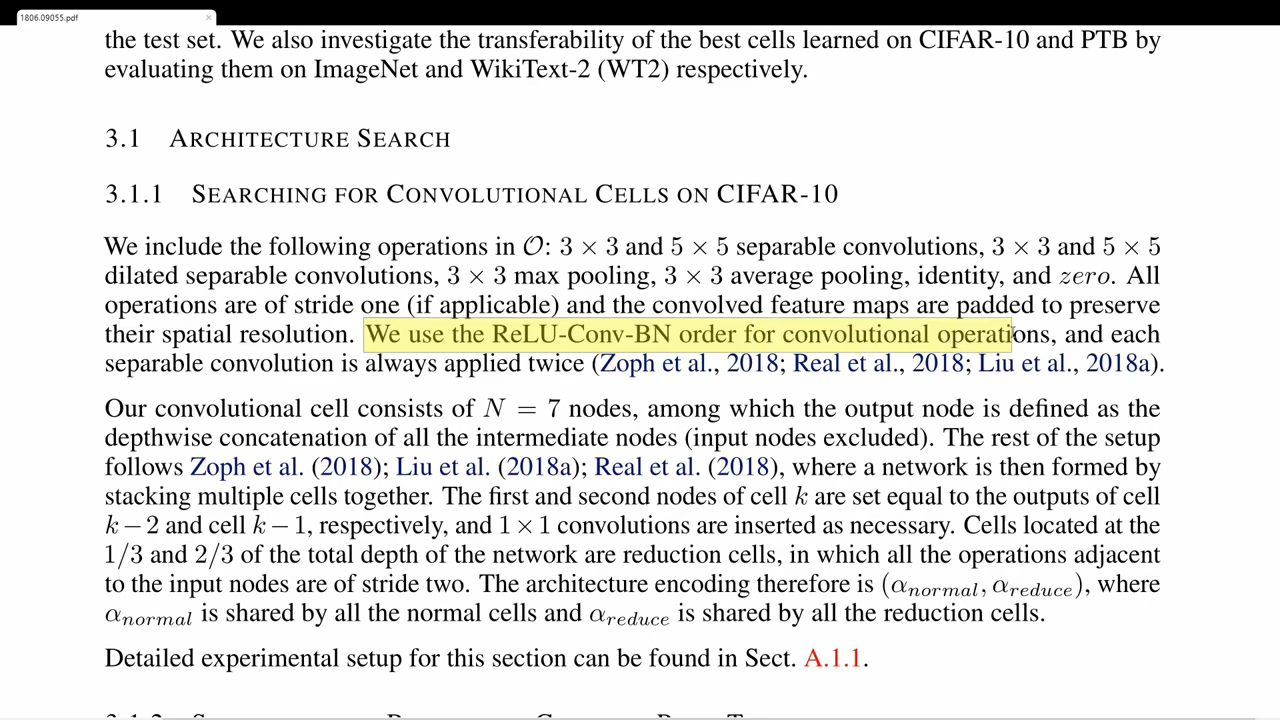 1806.09055.pdf
the test set. We also investigate the transferability of the best cells learned on CIFAR-10 and PTB by
evaluating them on ImageNet and WikiText-2 (WT2) respectively.
3.1 ARCHITECTURE SEARCH
3.1.1 SEARCHING FOR CONVOLUTIONAL CELLS ON CIFAR-10
We include the following operations in 𝒪: 3 × 3 and 5 × 5 separable convolutions, 3 × 3 and 5 × 5
dilated separable convolutions, 3 × 3 max pooling, 3 × 3 average pooling, identity, and zero. All
operations are of stride one (if applicable) and the convolved feature maps are padded to preserve
their spatial resolution. We use the ReLU-Conv-BN order for convolutional operations, and each
separable convolution is always applied twice (Zoph et al., 2018; Real et al., 2018; Liu et al., 2018a).
Our convolutional cell consists of N = 7 nodes, among which the output node is defined as the
depthwise concatenation of all the intermediate nodes (input nodes excluded). The rest of the setup
follows Zoph et al. (2018); Liu et al. (2018a); Real et al. (2018), where a network is then formed by
stacking multiple cells together. The first and second nodes of cell k are set equal to the outputs of cell
k − 2 and cell k − 1, respectively, and 1 × 1 convolutions are inserted as necessary. Cells located at the
1/3 and 2/3 of the total depth of the network are reduction cells, in which all the operations adjacent
to the input nodes are of stride two. The architecture encoding therefore is (αnormal, αreduce), where
αnormal is shared by all the normal cells and αreduce is shared by all the reduction cells.
Detailed experimental setup for this section can be found in Sect. A.1.1.